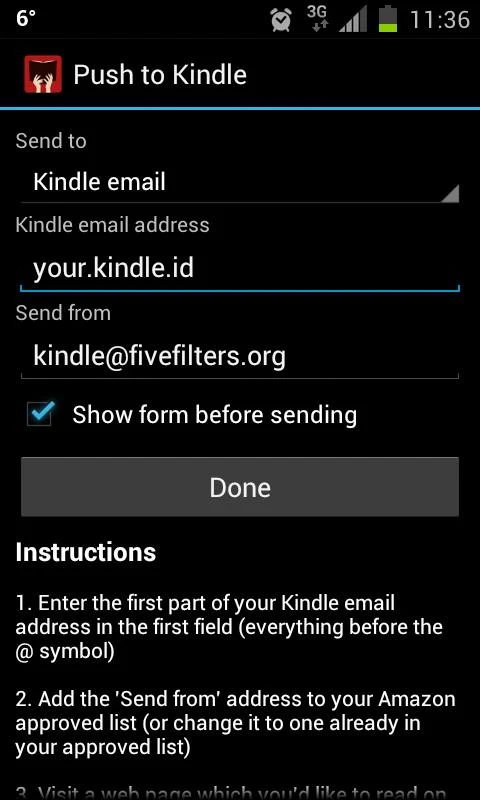 6°
3G
11:36
Push to Kindle
Send to
Kindle email
Kindle email address
your.kindle.id
Send from
kindle@fivefilters.org
Show form before sending
Done
Instructions
1. Enter the first part of your Kindle email
address in the first field (everything before the
@ symbol)
2. Add the 'Send from' address to your Amazon
approved list (or change it to one already in
your approved list)
3. Visit a web page which you'd like to read on